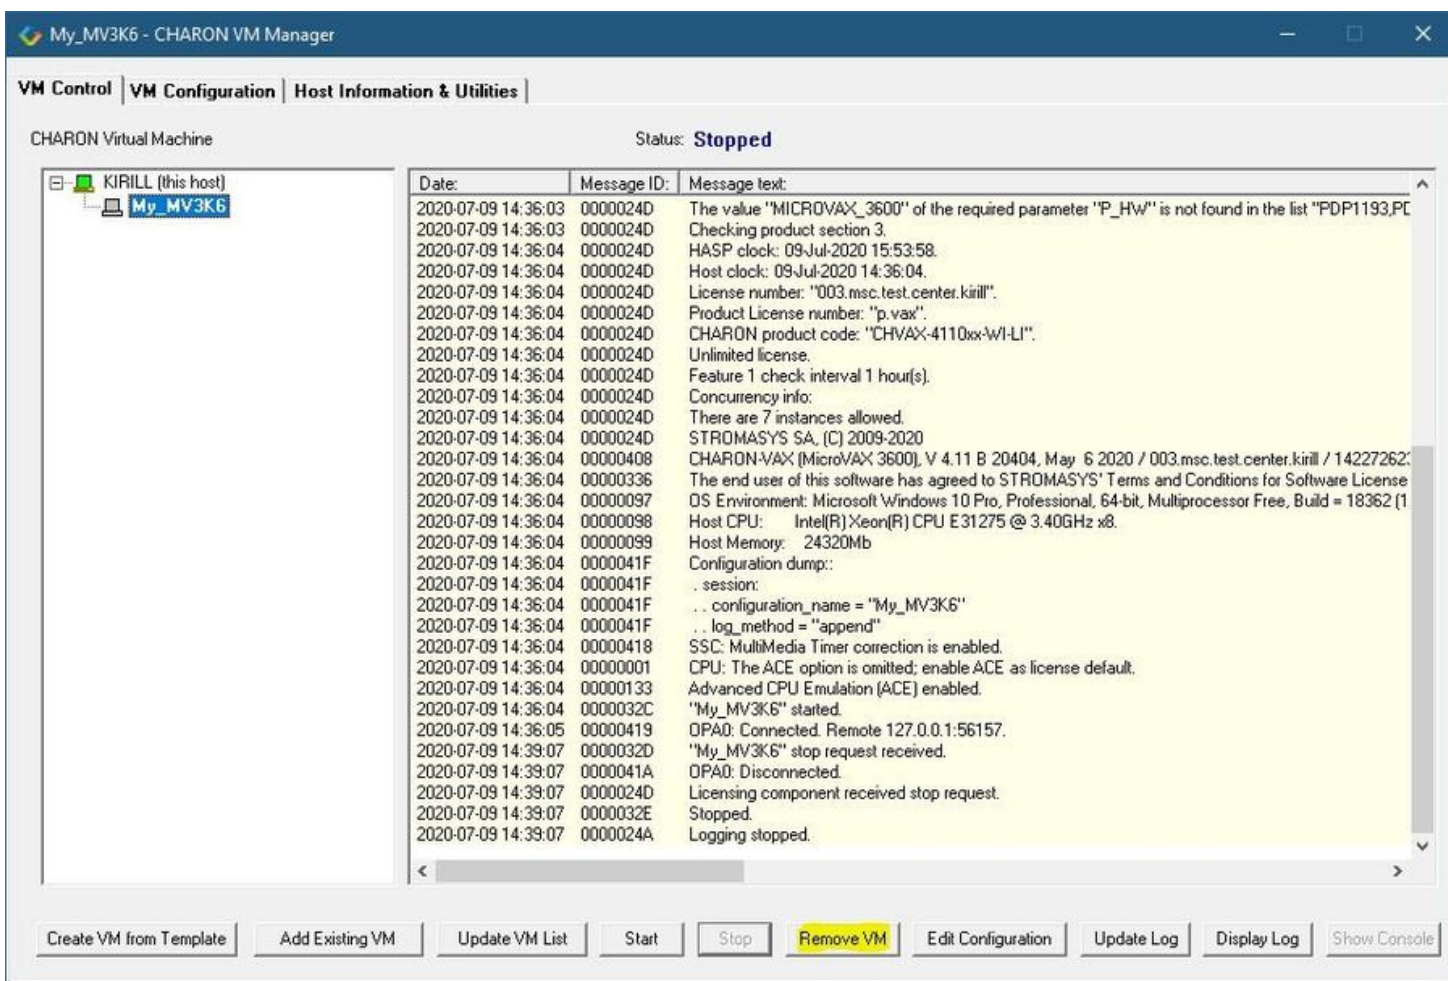 My_MV3K6 - CHARON VM Manager
VM Control VM Configuration Host Information & Utilities
CHARON Virtual Machine Status: Stopped
KIRILL (this host)
My_MV3K6
Date: Message ID: Message text:
2020-07-09 14:36:03 0000024D The value "MICROVAX_3600" of the required parameter "P_HW" is not found in the list "PDP1193,PD
2020-07-09 14:36:03 0000024D Checking product section 3.
2020-07-09 14:36:04 0000024D HASP clock: 09-Jul-2020 15:53:58.
2020-07-09 14:36:04 0000024D Host clock: 09-Jul-2020 14:36:04.
2020-07-09 14:36:04 0000024D License number: "003.msc.test.center.kirill".
2020-07-09 14:36:04 0000024D Product License number: "p.vax".
2020-07-09 14:36:04 0000024D CHARON product code: "CHVAX-4110xx-WI-LI".
2020-07-09 14:36:04 0000024D Unlimited license.
2020-07-09 14:36:04 0000024D Feature 1 check interval 1 hour(s).
2020-07-09 14:36:04 0000024D Concurrency info:
2020-07-09 14:36:04 0000024D There are 7 instances allowed.
2020-07-09 14:36:04 0000024D STROMASYS SA, (C) 2009-2020
2020-07-09 14:36:04 00000408 CHARON-VAX (MicroVAX 3600), V 4.11 B 20404, May 6 2020 / 003.msc.test.center.kirill / 142272623
2020-07-09 14:36:04 00000336 The end user of this software has agreed to STROMASYS' Terms and Conditions for Software License
2020-07-09 14:36:04 00000097 OS Environment: Microsoft Windows 10 Pro, Professional, 64-bit, Multiprocessor Free, Build = 18362 (1
2020-07-09 14:36:04 00000098 Host CPU: Intel(R) Xeon(R) CPU E31275 @ 3.40GHz x8.
2020-07-09 14:36:04 00000099 Host Memory: 24320Mb
2020-07-09 14:36:04 0000041F Configuration dump::
2020-07-09 14:36:04 0000041F . session:
2020-07-09 14:36:04 0000041F . . configuration_name = "My_MV3K6"
2020-07-09 14:36:04 0000041F . . log_method = "append"
2020-07-09 14:36:04 00000418 SSC: MultiMedia Timer correction is enabled.
2020-07-09 14:36:04 00000001 CPU: The ACE option is omitted; enable ACE as license default.
2020-07-09 14:36:04 00000133 Advanced CPU Emulation (ACE) enabled.
2020-07-09 14:36:04 0000032C "My_MV3K6" started.
2020-07-09 14:36:05 00000419 OPA0: Connected. Remote 127.0.0.1:56157.
2020-07-09 14:39:07 0000032D "My_MV3K6" stop request received.
2020-07-09 14:39:07 0000041A OPA0: Disconnected.
2020-07-09 14:39:07 0000024D Licensing component received stop request.
2020-07-09 14:39:07 0000032E Stopped.
2020-07-09 14:39:07 0000024A Logging stopped.
Create VM from Template Add Existing VM Update VM List Start Stop Remove VM Edit Configuration Update Log Display Log Show Console